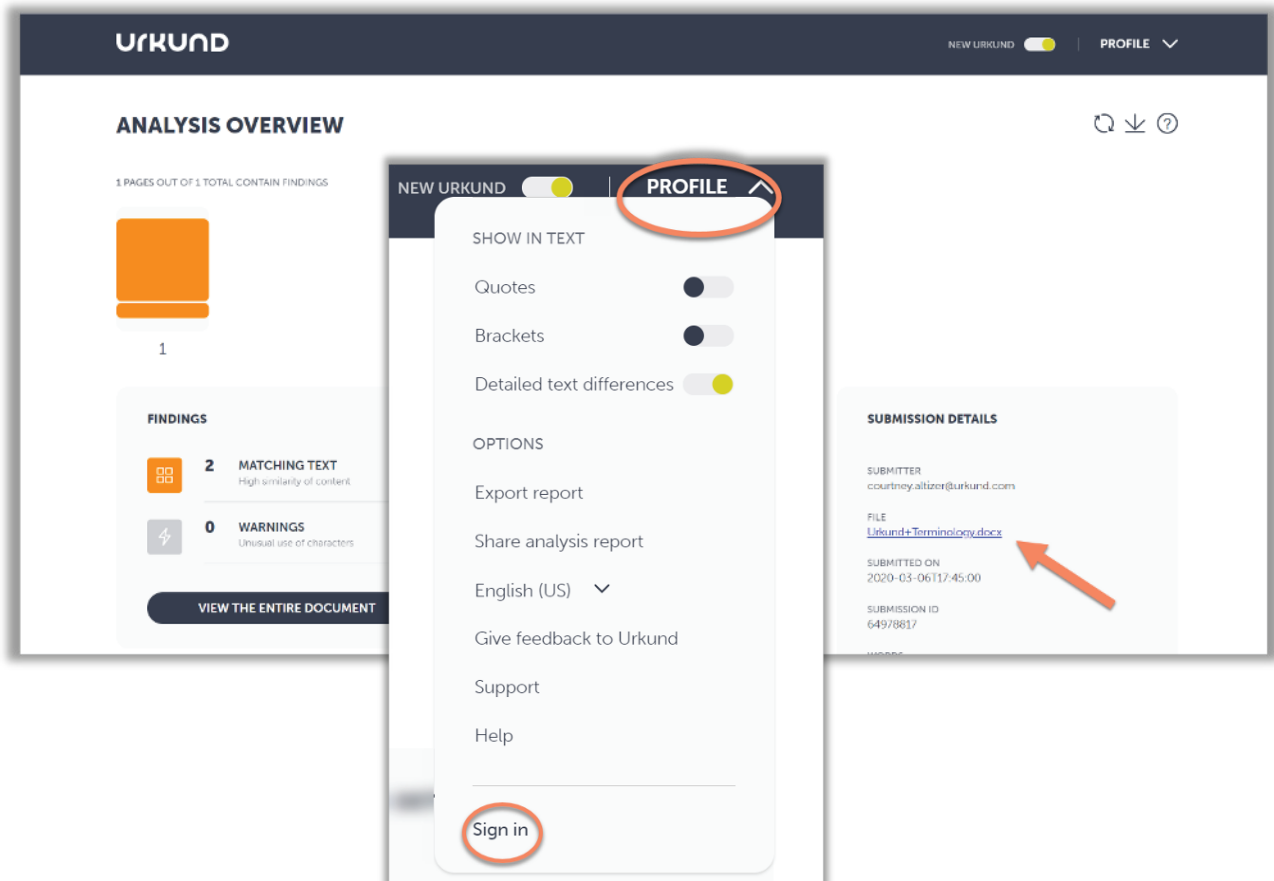 URKUND
NEW URKUND
PROFILE
ANALYSIS OVERVIEW
1 PAGES OUT OF 1 TOTAL CONTAIN FINDINGS
1
FINDINGS
2 MATCHING TEXT
High similarity of content
0 WARNINGS
Unusual use of characters
VIEW THE ENTIRE DOCUMENT
NEW URKUND
PROFILE
SHOW IN TEXT
Quotes
Brackets
Detailed text differences
OPTIONS
Export report
Share analysis report
English (US)
Give feedback to Urkund
Support
Help
Sign in
SUBMISSION DETAILS
SUBMITTER
courtney.altizer@urkund.com
FILE
Urkund+Terminology.docx
SUBMITTED ON
2020-03-06T17:45:00
SUBMISSION ID
64978817